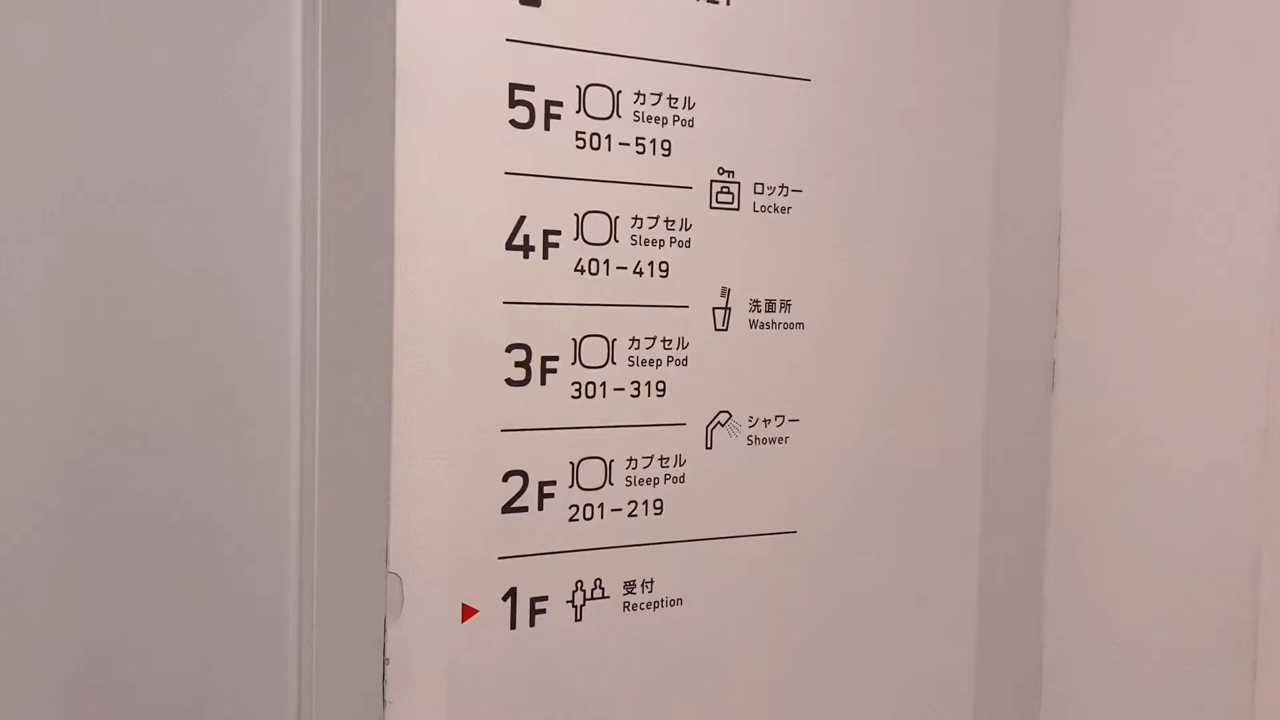 5F
カプセル
Sleep Pod
501-519
ロッカー
Locker
4F
カプセル
Sleep Pod
401-419
洗面所
Washroom
3F
カプセル
Sleep Pod
301-319
シャワー
Shower
2F
カプセル
Sleep Pod
201-219
1F
受付
Reception